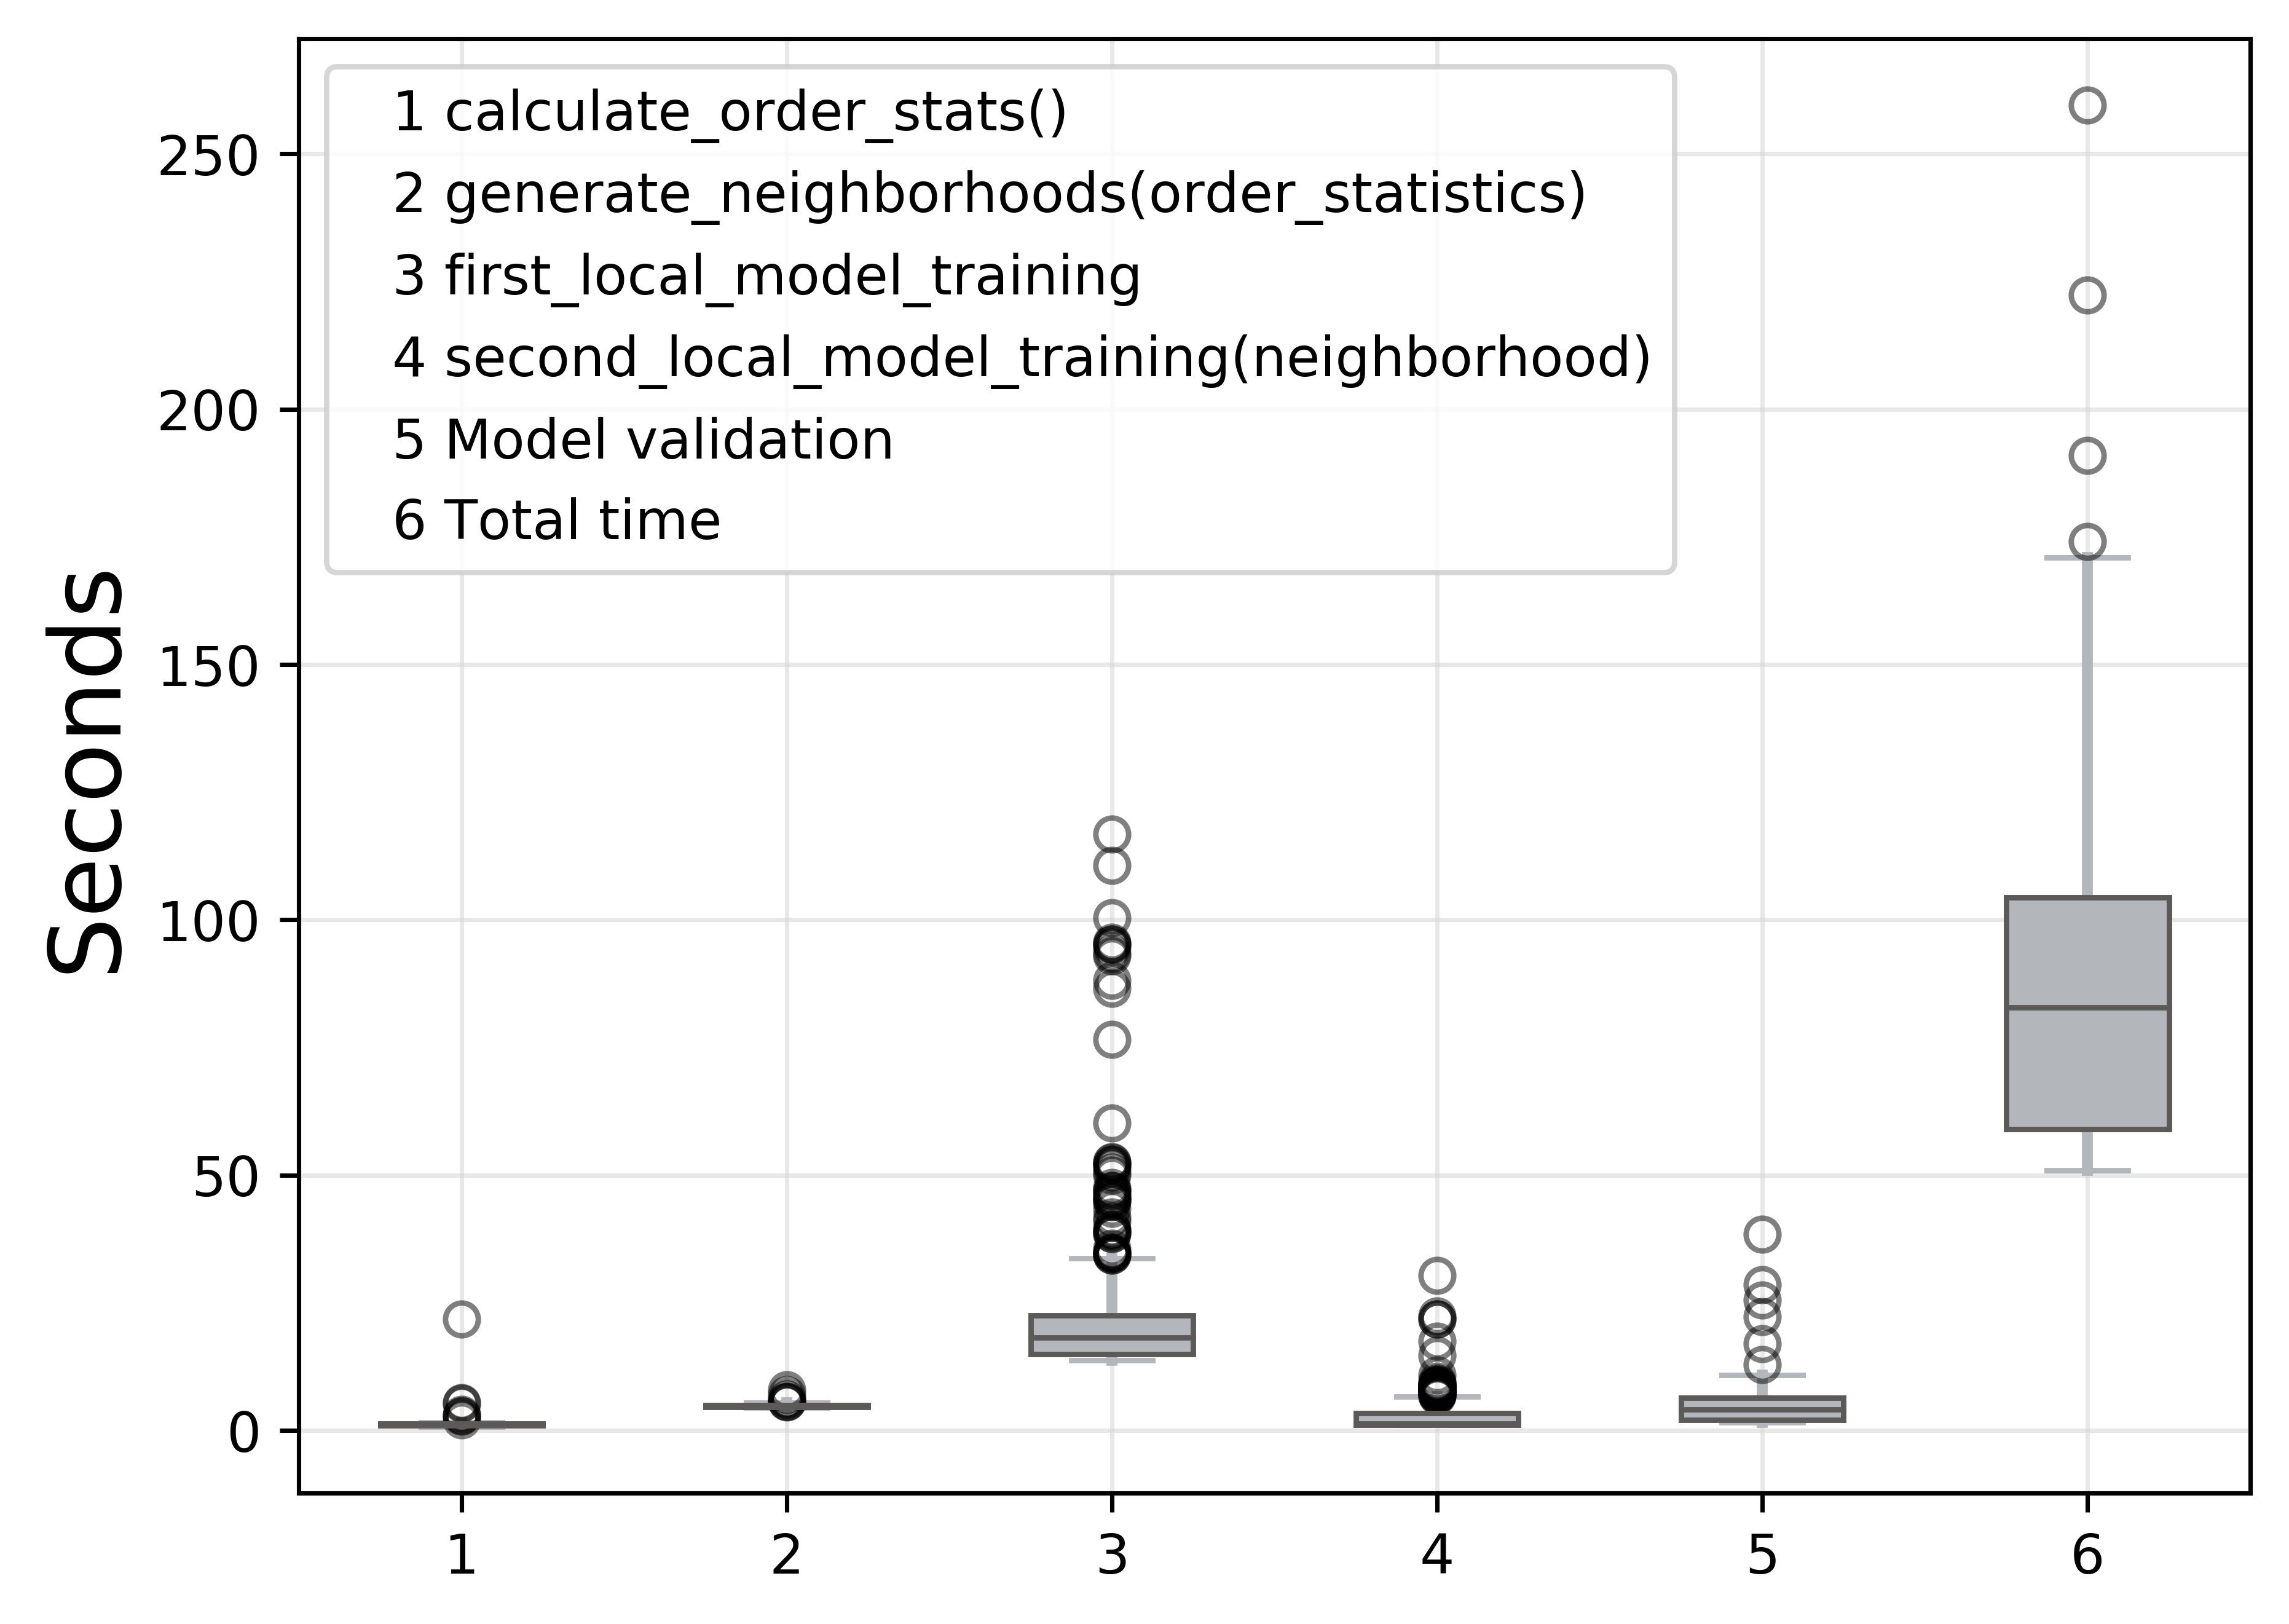 1 calculate_order_stats()
2 generate_neighborhoods(order_statistics)
3 first_local_model_training
4 second_local_model_training(neighborhood)
5 Model validation
6 Total time
Seconds
250
200
150
100
50
0
1 2 3 4 5 6